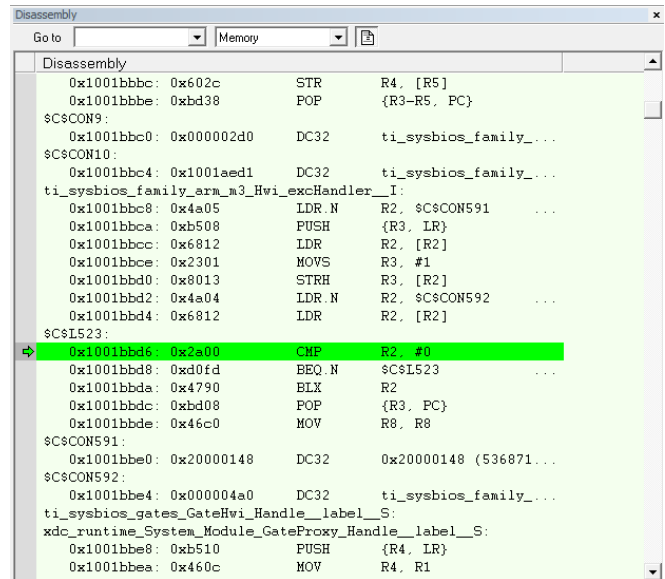 Disassembly
Go to Memory
Disassembly
0x1001bbbc: 0x602c STR R4, [R5]
0x1001bbbe: 0xbd38 POP {R3-R5, PC}
$C$CON9:
0x1001bbc0: 0x000002d0 DC32 ti_sysbios_family_...
$C$CON10:
0x1001bbc4: 0x1001aed1 DC32 ti_sysbios_family_...
ti_sysbios_family_arm_m3_Hwi_excHandler__I:
0x1001bbc8: 0x4a05 LDR.N R2, $C$CON591 ...
0x1001bbca: 0xb508 PUSH {R3, LR}
0x1001bbcc: 0x6812 LDR R2, [R2]
0x1001bbce: 0x2301 MOVS R3, #1
0x1001bbd0: 0x8013 STRH R3, [R2]
0x1001bbd2: 0x4a04 LDR.N R2, $C$CON592 ...
0x1001bbd4: 0x6812 LDR R2, [R2]
$C$L523:
0x1001bbd6: 0x2a00 CMP R2, #0
0x1001bbd8: 0xd0fd BEQ.N $C$L523 ...
0x1001bbda: 0x4790 BLX R2
0x1001bbdc: 0xbd08 POP {R3, PC}
0x1001bbde: 0x46c0 MOV R8, R8
$C$CON591:
0x1001bbe0: 0x20000148 DC32 0x20000148 (536871...
$C$CON592:
0x1001bbe4: 0x000004a0 DC32 ti_sysbios_family_...
ti_sysbios_gates_GateHwi_Handle__label__S:
xdc_runtime_System_Module_GateProxy_Handle__label__S:
0x1001bbe8: 0xb510 PUSH {R4, LR}
0x1001bbea: 0x460c MOV R4, R1